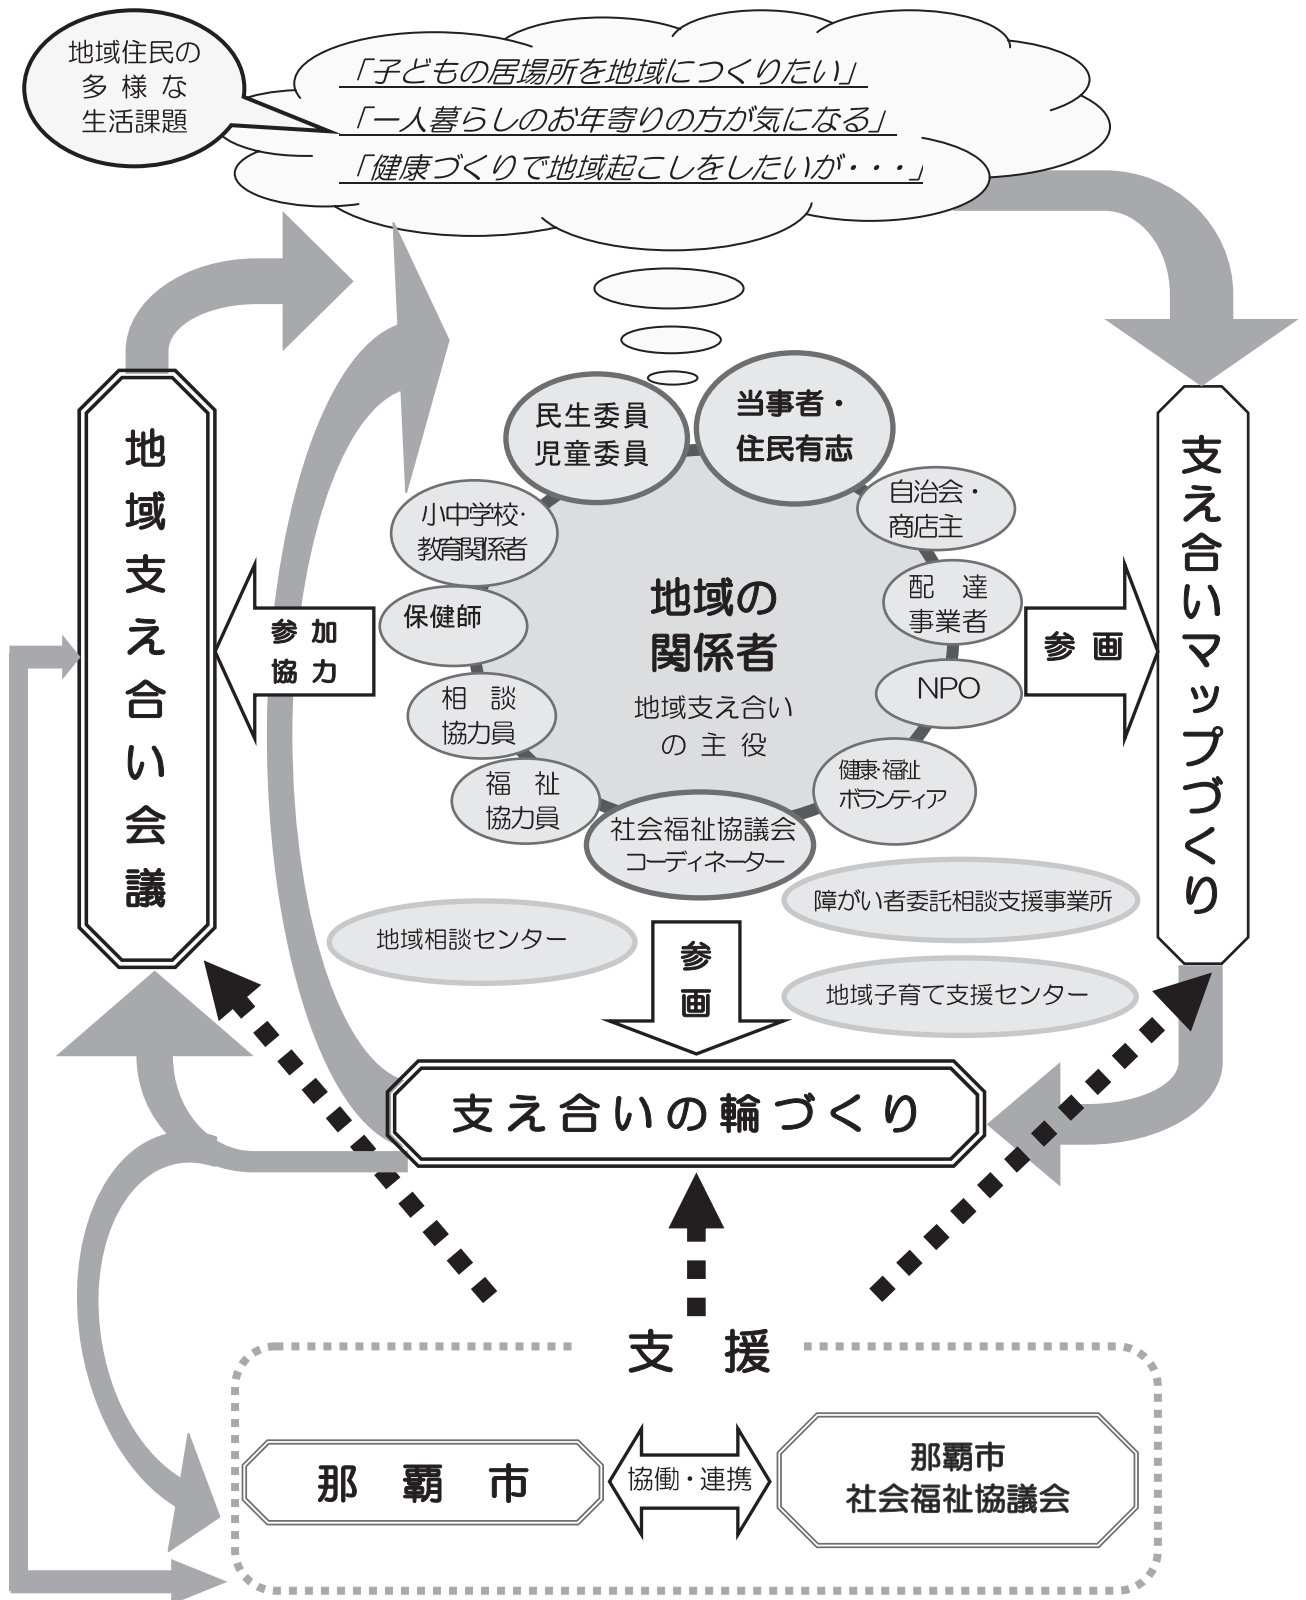 地域住民の
多様な
生活課題
「子どもの居場所を地域につくりたい」
「一人暮らしのお年寄りの方が気になる」
「健康づくりで地域起こしをしたいが・・・」
民生委員
児童委員
当事者・
住民有志
小中学校・
教育関係者
自治会・
商店主
保健師
配　達
事業者
相　談
協力員
NPO
福　祉
協力員
健康・福祉
ボランティア
社会福祉協議会
コーディネーター
地域の
関係者
地域支え合い
の主役
参加
協力
参画
地域支え合い会議
支え合いマップづくり
地域相談センター
障がい者委託相談支援事業所
地域子育て支援センター
参
画
支え合いの輪づくり
支　援
那覇市
協働・連携
那覇市
社会福祉協議会